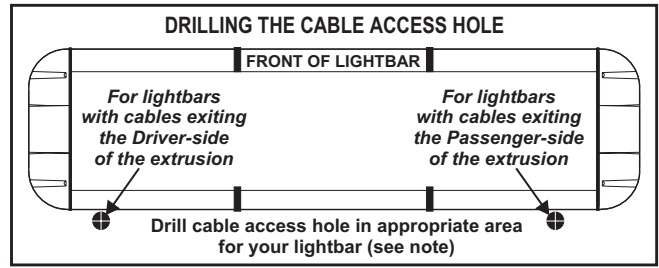 DRILLING THE CABLE ACCESS HOLE
FRONT OF LIGHTBAR
For lightbars
with cables exiting
the Driver-side
of the extrusion
For lightbars
with cables exiting
the Passenger-side
of the extrusion
Drill cable access hole in appropriate area
for your lightbar (see note)